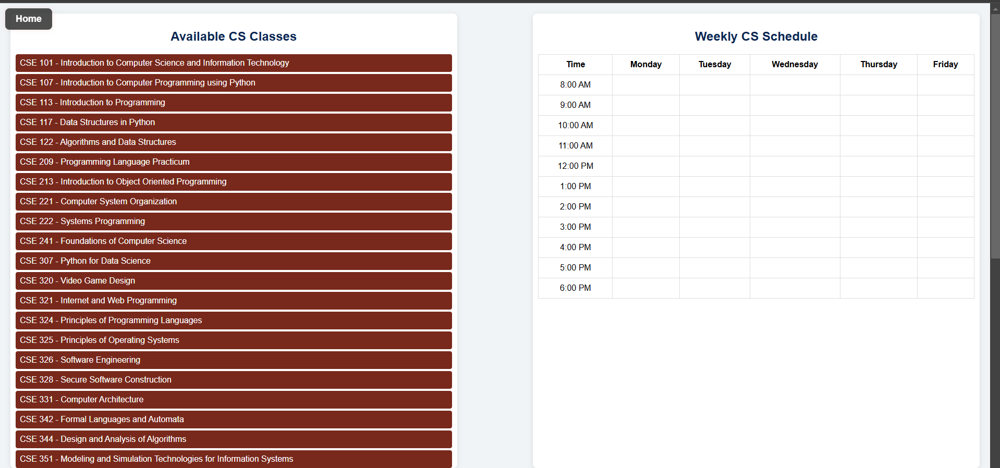 Home
Available CS Classes
CSE 101 - Introduction to Computer Science and Information Technology
CSE 107 - Introduction to Computer Programming using Python
CSE 113 - Introduction to Programming
CSE 117 - Data Structures in Python
CSE 122 - Algorithms and Data Structures
CSE 209 - Programming Language Practicum
CSE 213 - Introduction to Object Oriented Programming
CSE 221 - Computer System Organization
CSE 222 - Systems Programming
CSE 241 - Foundations of Computer Science
CSE 307 - Python for Data Science
CSE 320 - Video Game Design
CSE 321 - Internet and Web Programming
CSE 324 - Principles of Programming Languages
CSE 325 - Principles of Operating Systems
CSE 326 - Software Engineering
CSE 328 - Secure Software Construction
CSE 331 - Computer Architecture
CSE 342 - Formal Languages and Automata
CSE 344 - Design and Analysis of Algorithms
CSE 351 - Modeling and Simulation Technologies for Information Systems
Weekly CS Schedule
Time Monday Tuesday Wednesday Thursday Friday
8:00 AM
9:00 AM
10:00 AM
11:00 AM
12:00 PM
1:00 PM
2:00 PM
3:00 PM
4:00 PM
5:00 PM
6:00 PM